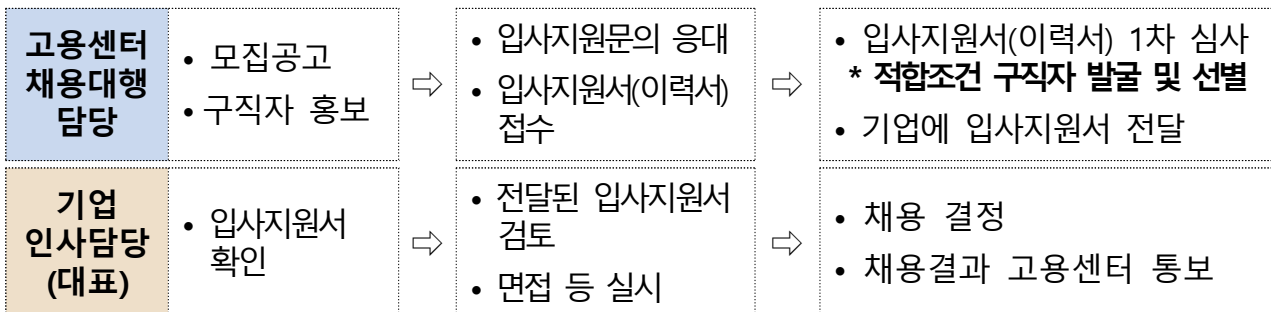 고용센터
채용대행
담당
• 모집공고
• 구직자 홍보
⇨
• 입사지원문의 응대
• 입사지원서(이력서)
접수
⇨
• 입사지원서(이력서) 1차 심사
* 적합조건 구직자 발굴 및 선별
• 기업에 입사지원서 전달
기업
인사담당
(대표)
• 입사지원서
확인
⇨
• 전달된 입사지원서
검토
• 면접 등 실시
⇨
• 채용 결정
• 채용결과 고용센터 통보